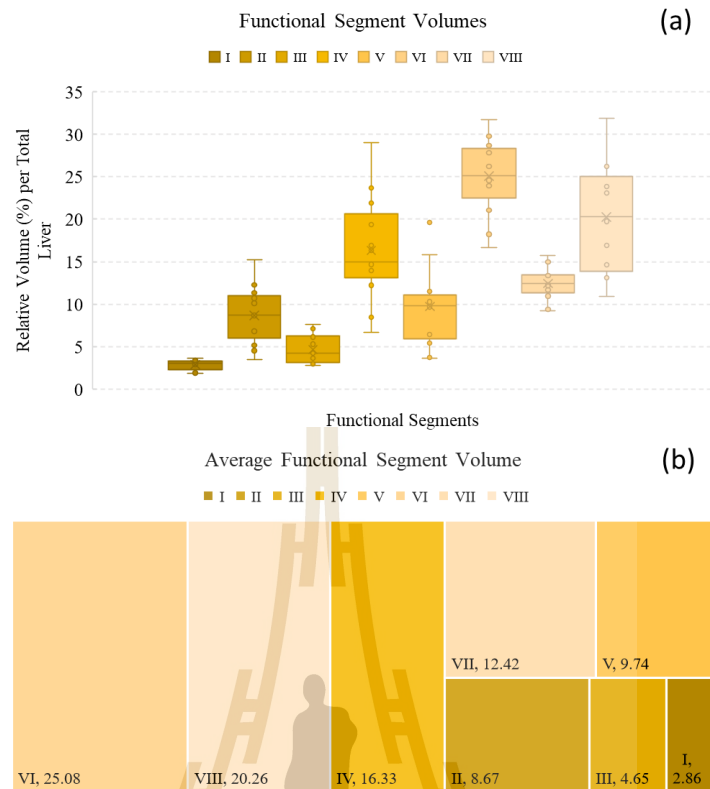 Functional Segment Volumes
(a)
I II III IV V VI VII VIII
Relative Volume (%) per Total
Liver
35
30
25
20
15
10
5
0
Functional Segments
Average Functional Segment Volume
(b)
I II III IV V VI VII VIII
VI, 25.08
VIII, 20.26
IV, 16.33
VII, 12.42
V, 9.74
II, 8.67
III, 4.65
I,
2.86